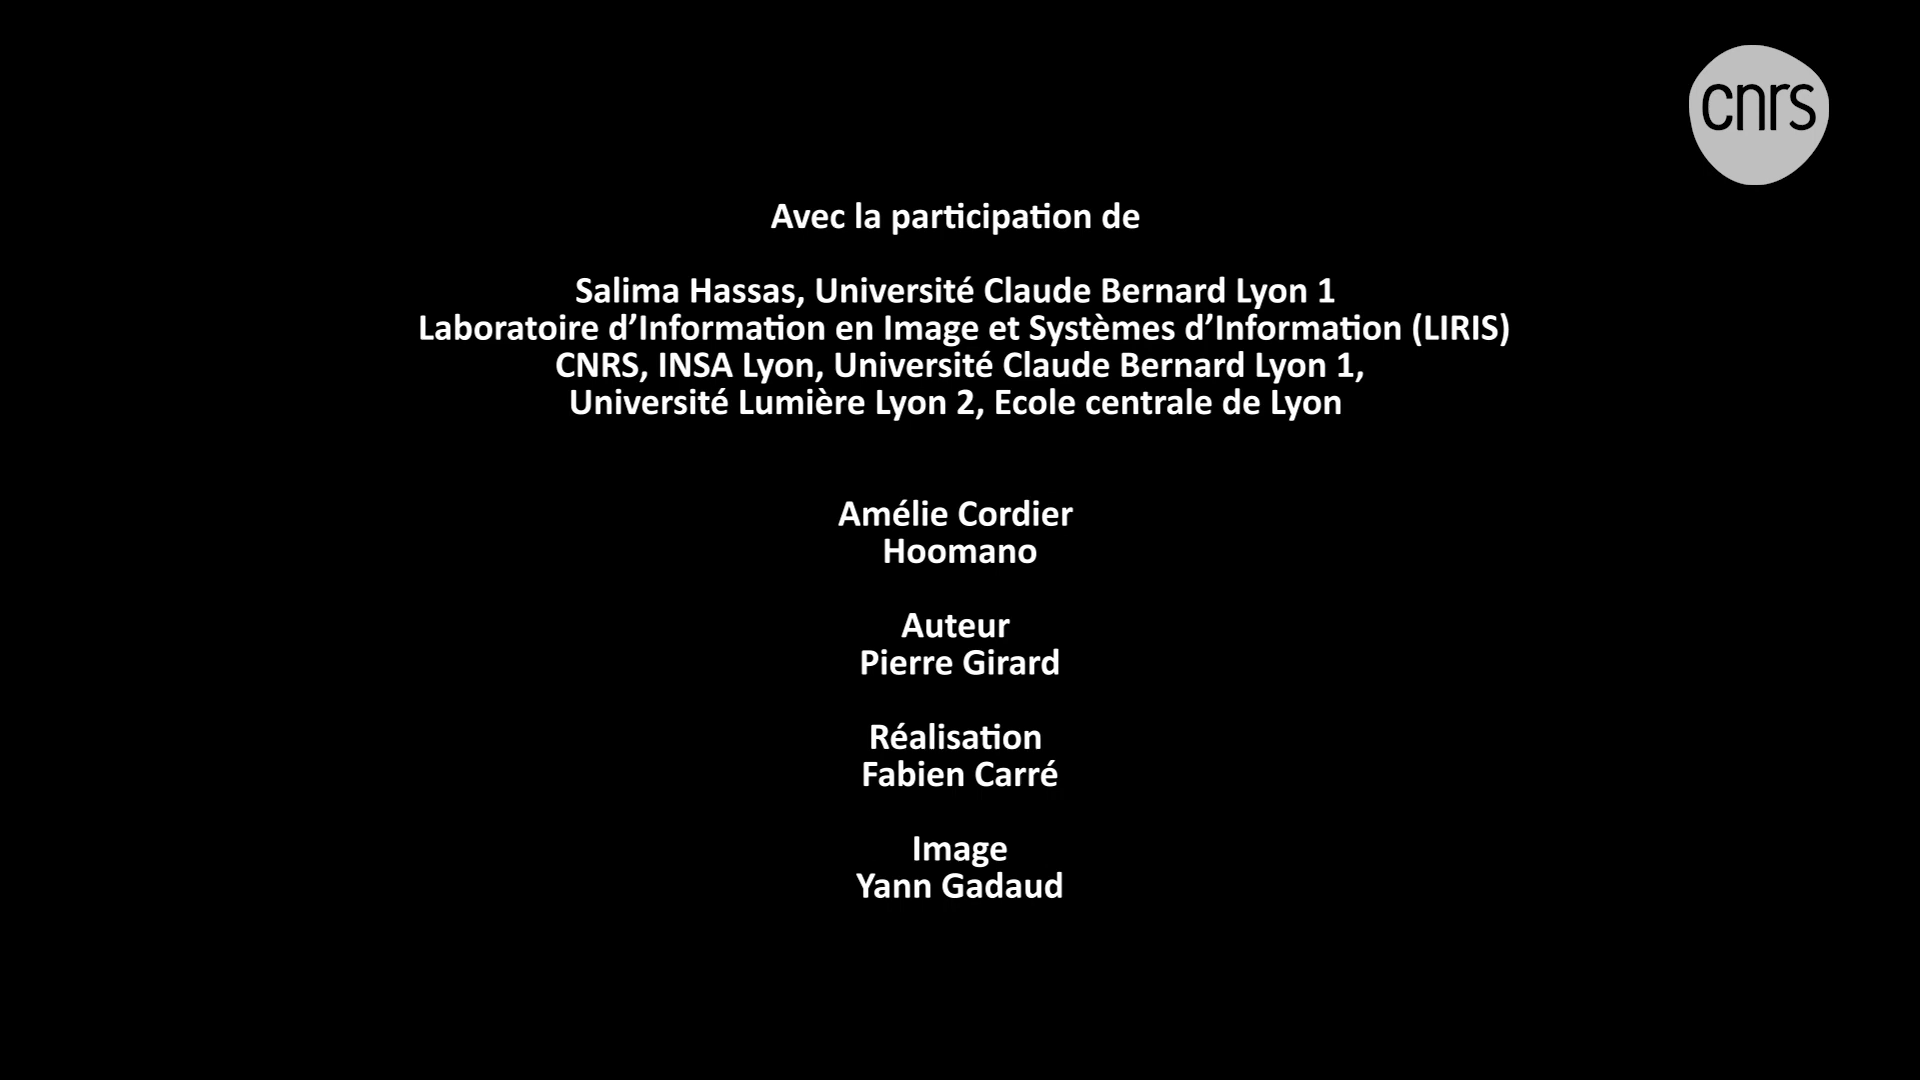 cnrs
Avec la participation de
Salima Hassas, Université Claude Bernard Lyon 1
Laboratoire d’Information en Image et Systèmes d’Information (LIRIS)
CNRS, INSA Lyon, Université Claude Bernard Lyon 1,
Université Lumière Lyon 2, Ecole centrale de Lyon
Amélie Cordier
Hoomano
Auteur
Pierre Girard
Réalisation
Fabien Carré
Image
Yann Gadaud